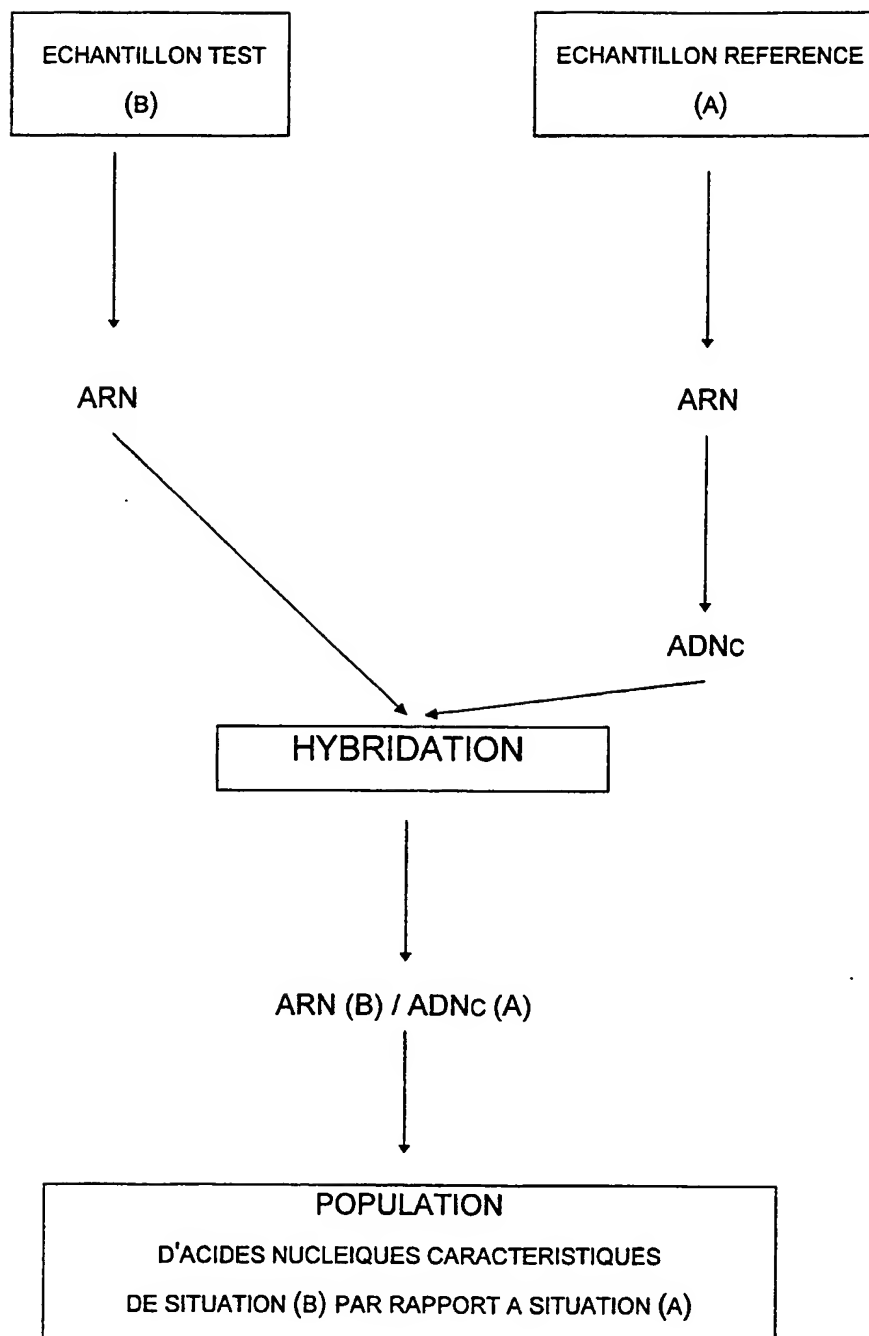 ECHANTILLON TEST
(B)
ECHANTILLON REFERENCE
(A)
ARN
ARN
ADNc
HYBRIDATION
ARN (B) / ADNc (A)
POPULATION
D'ACIDES NUCLEIQUES CARACTERISTIQUES
DE SITUATION (B) PAR RAPPORT A SITUATION (A)